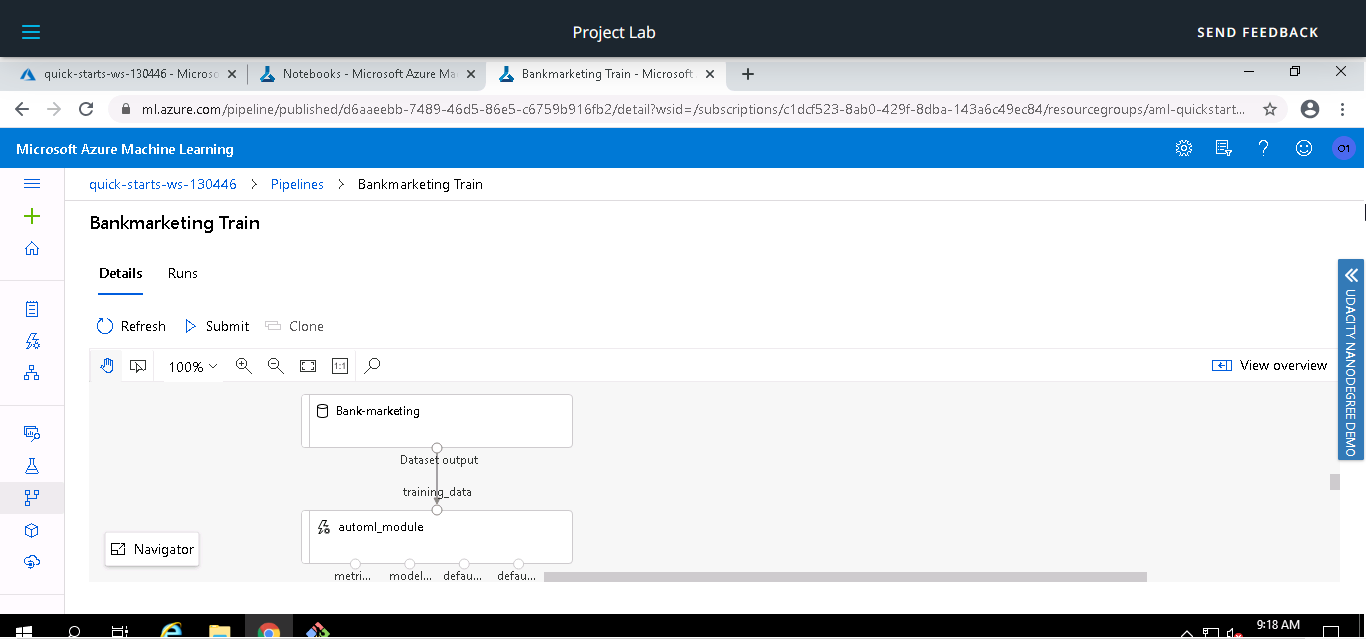 Project Lab
SEND FEEDBACK
quick-starts-ws-130446 - Microso
Notebooks - Microsoft Azure Ma
Bankmarketing Train - Microsoft
ml.azure.com/pipeline/published/d6aaeebb-7489-46d5-86e5-c6759b916fb2/detail?wsid=/subscriptions/c1dcf523-8ab0-429f-8dba-143a6c49ec84/resourcegroups/aml-quickstart...
Microsoft Azure Machine Learning
O1
quick-starts-ws-130446 > Pipelines > Bankmarketing Train
Bankmarketing Train
Details Runs
Refresh Submit Clone
100% 1:1 View overview
UDACITY NANODEGREE DEMO
Bank-marketing
Dataset output
training_data
automl_module
Navigator
metri... model... defau... defau...
9:18 AM